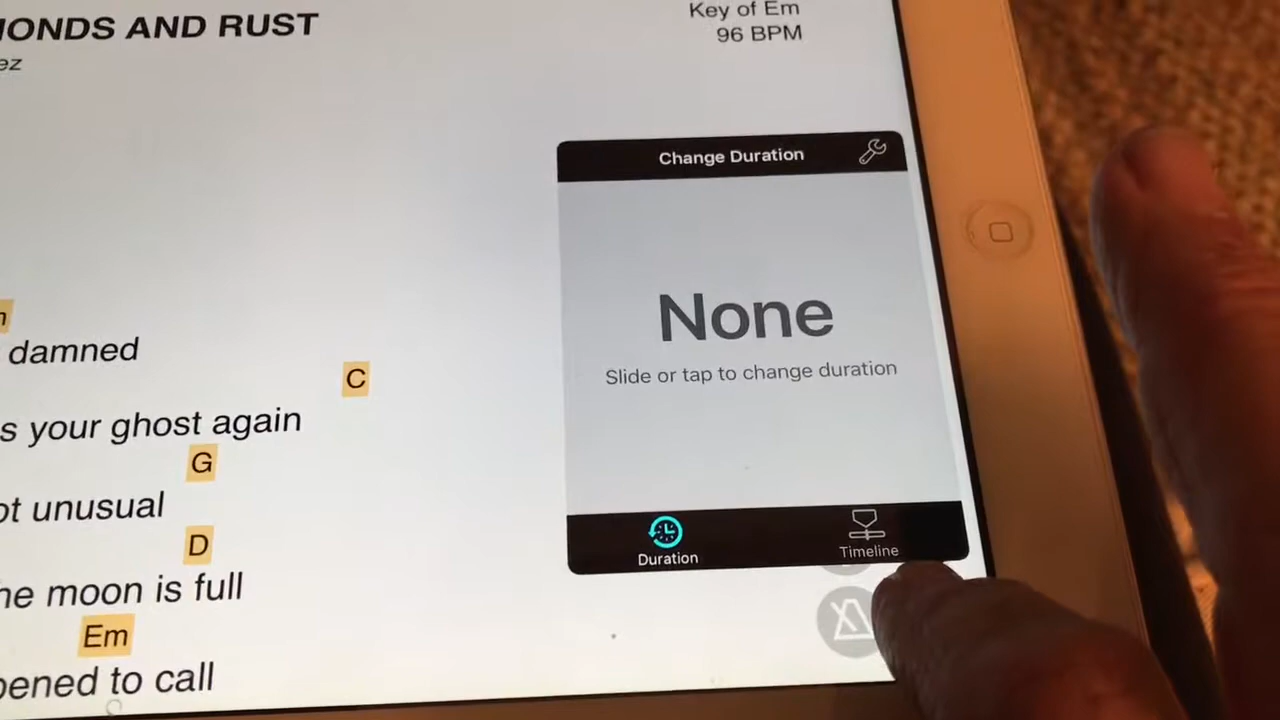 ONDS AND RUST
ez
Key of Em
96 BPM
Change Duration
None
Slide or tap to change duration
Duration
Timeline
damned
C
s your ghost again
G
ot unusual
D
he moon is full
Em
pened to call